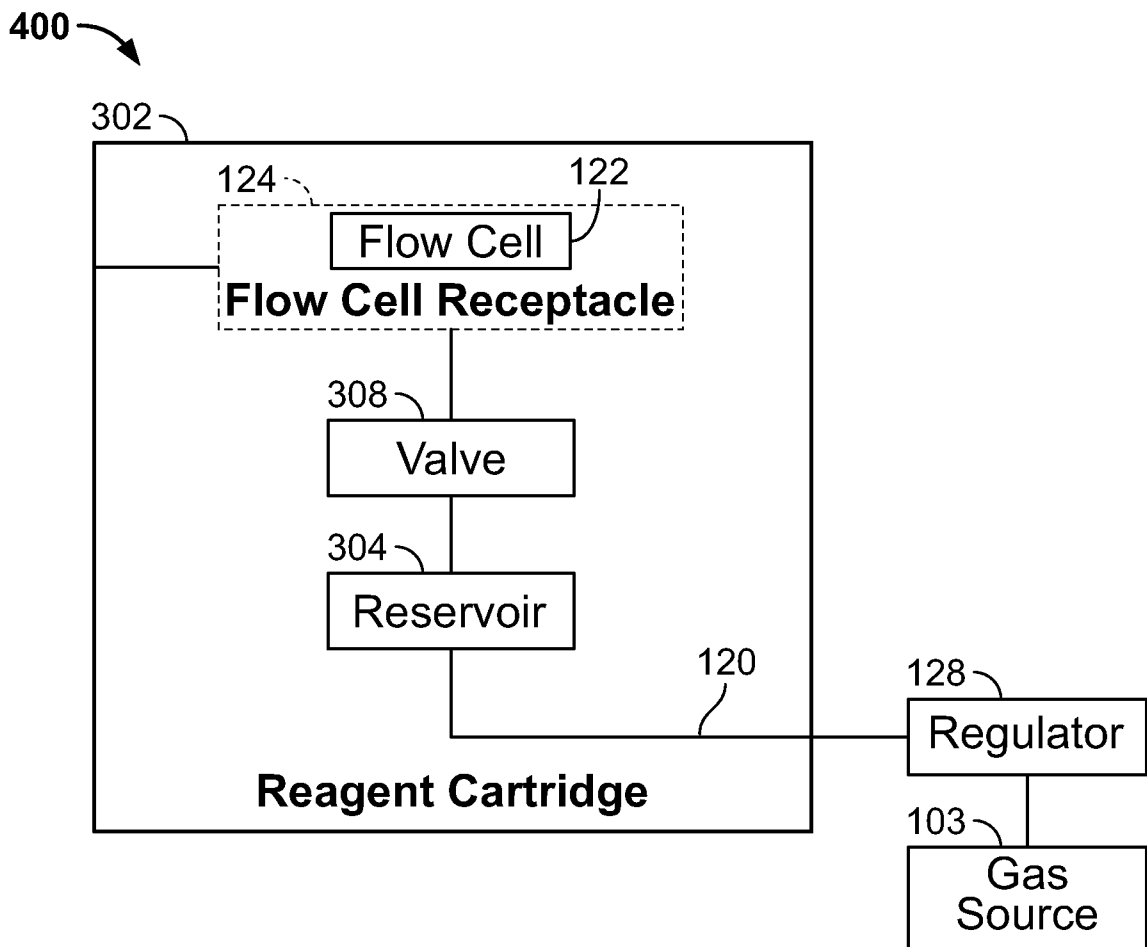 400
302
124
122
Flow Cell
Flow Cell Receptacle
308
Valve
304
Reservoir
120
128
Regulator
Reagent Cartridge
103
Gas
Source